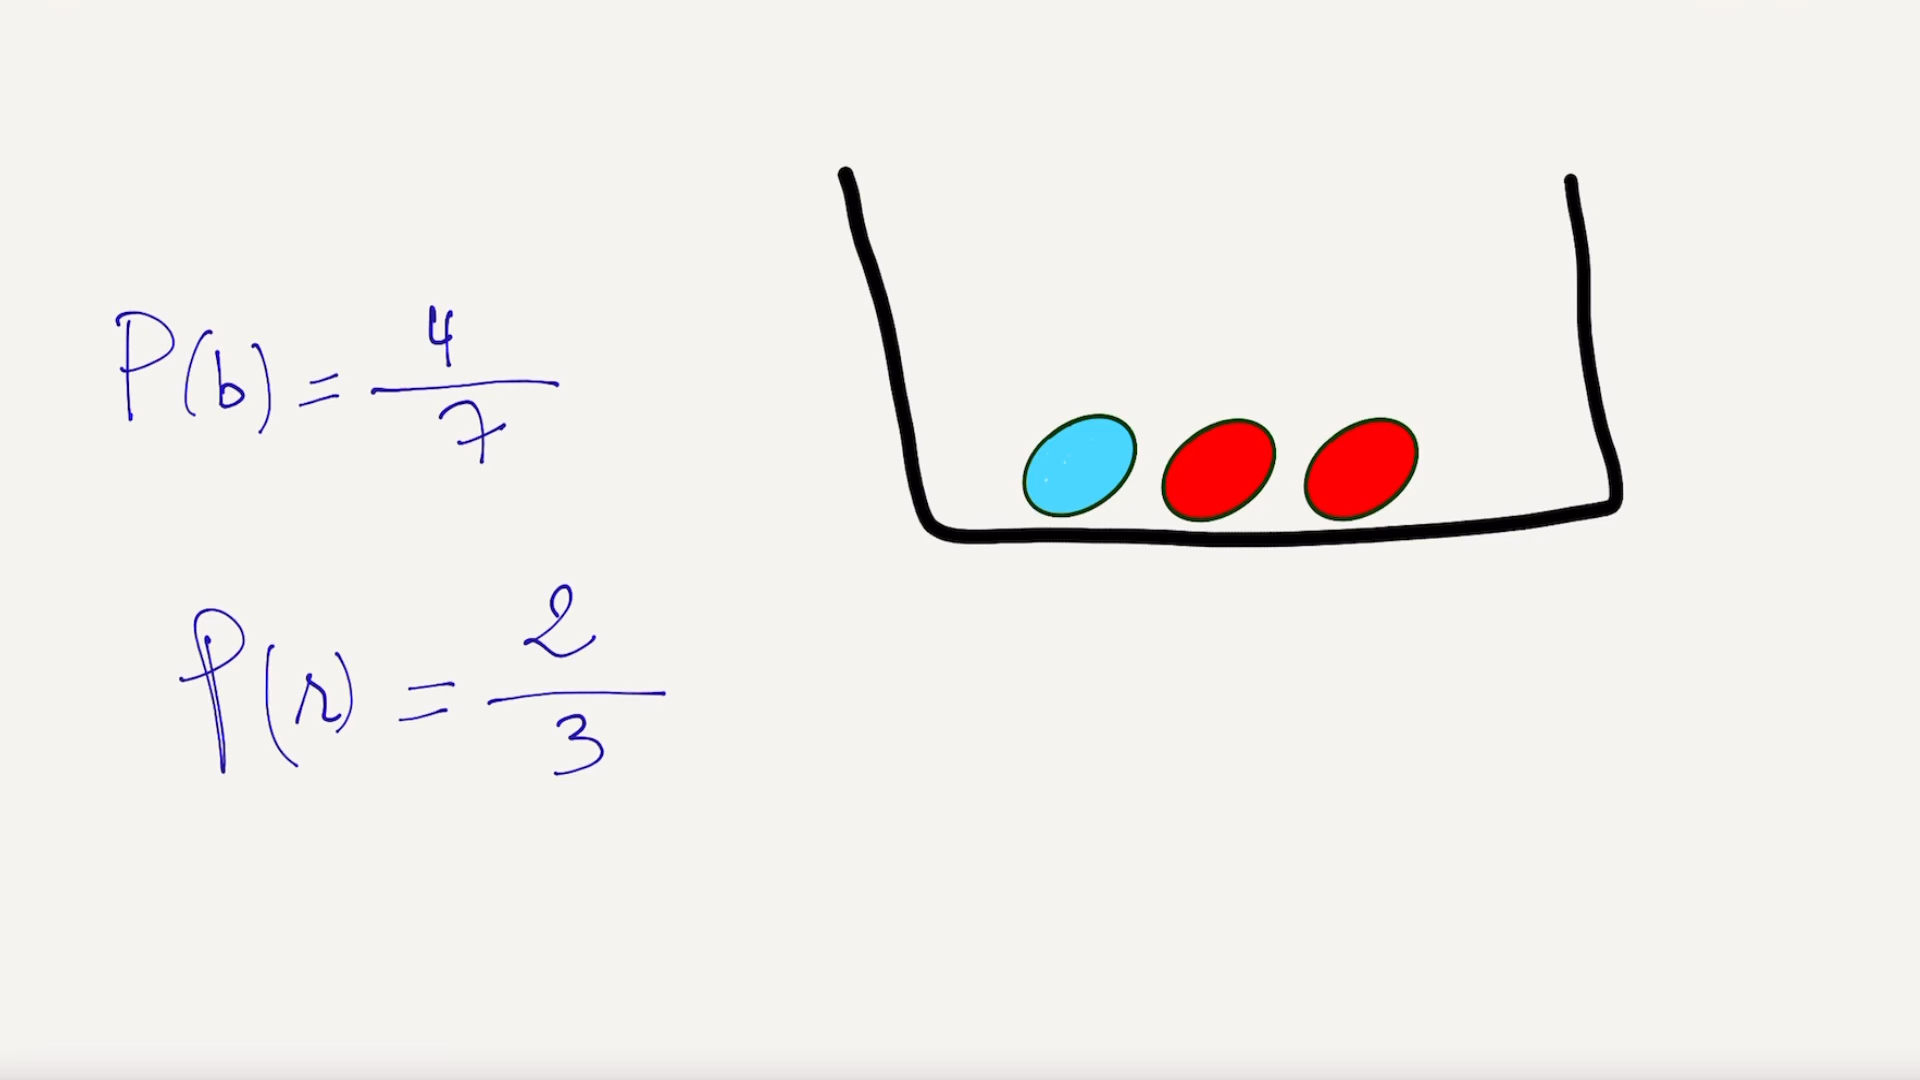 P(b) = 4/7
P(r) = 2/3